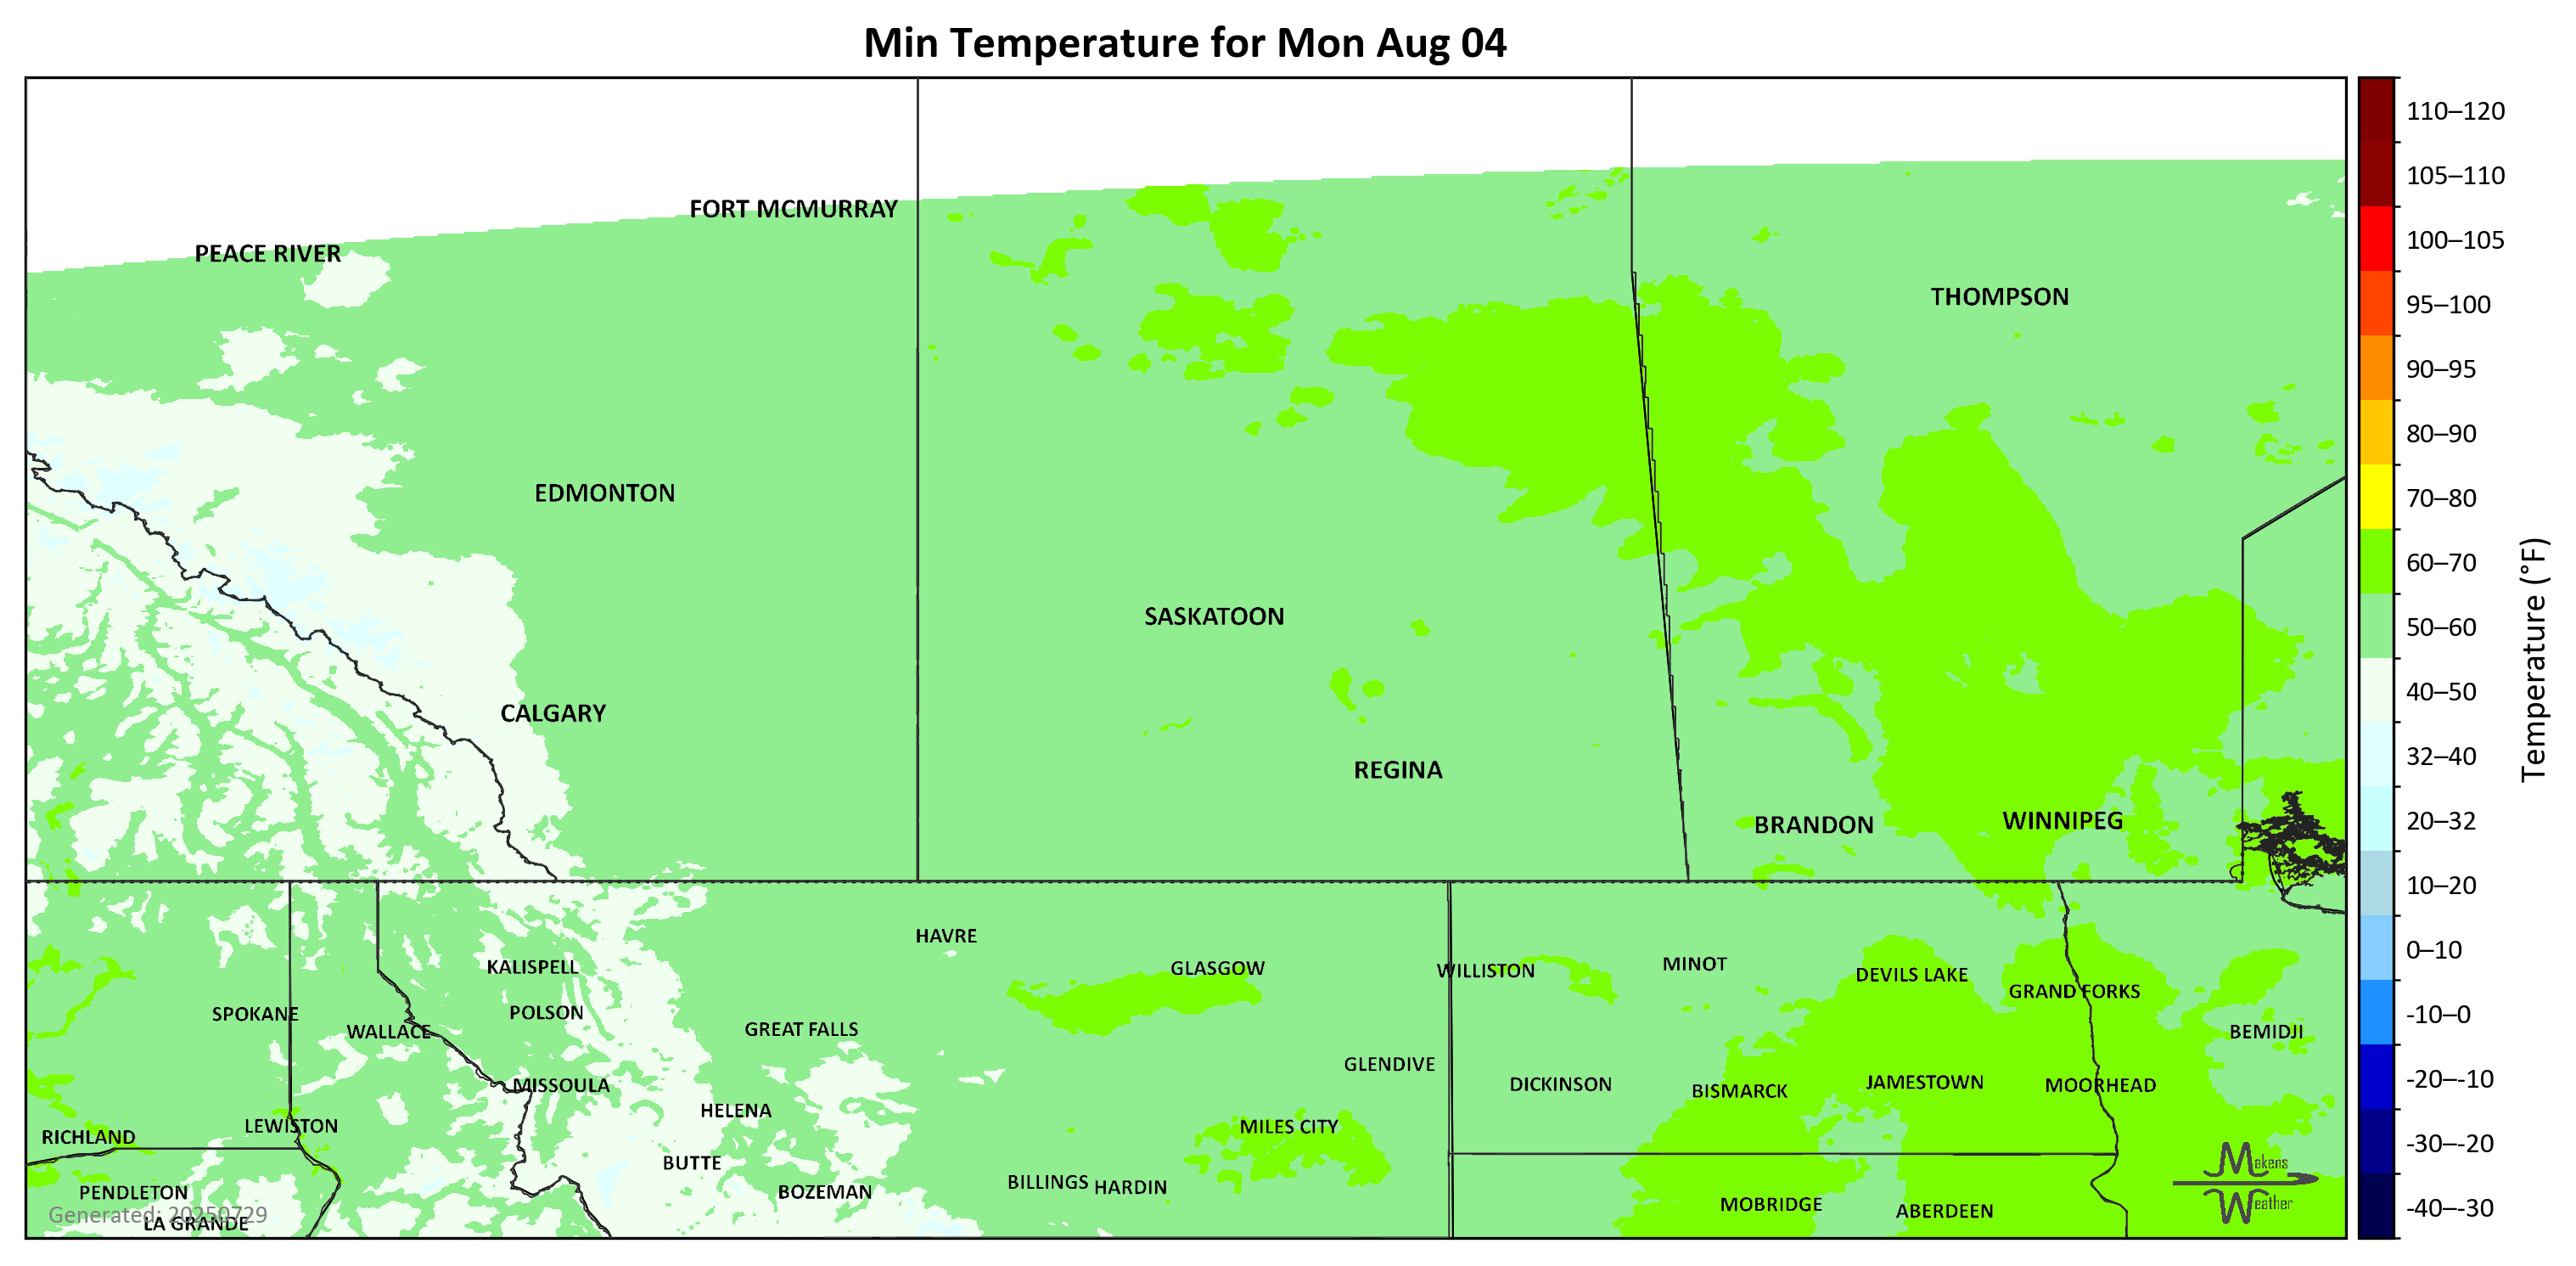 Min Temperature for Mon Aug 04
FORT MCMURRAY
PEACE RIVER
THOMPSON
EDMONTON
SASKATOON
CALGARY
REGINA
BRANDON
WINNIPEG
HAVRE
KALISPELL
GLASGOW
WILLISTON
MINOT
DEVILS LAKE
GRAND FORKS
SPOKANE
POLSON
WALLACE
GREAT FALLS
BEMIDJI
GLENDIVE
MISSOULA
DICKINSON
BISMARCK
JAMESTOWN
MOORHEAD
HELENA
LEWISTON
RICHLAND
MILES CITY
BUTTE
BILLINGS
HARDIN
PENDLETON
BOZEMAN
MOBRIDGE
ABERDEEN
LA GRANDE
Generated: 20250729
Makens
Weather
110–120
105–110
100–105
95–100
90–95
80–90
70–80
60–70
50–60
40–50
32–40
20–32
10–20
0–10
-10–0
-20–-10
-30–-20
-40–-30
Temperature (°F)